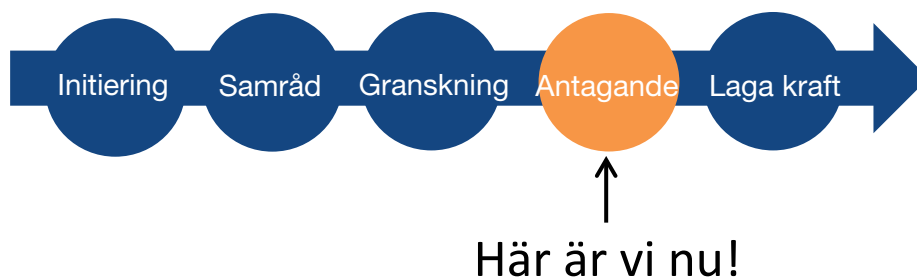 Initiering Samråd Granskning Antagande Laga kraft
Här är vi nu!